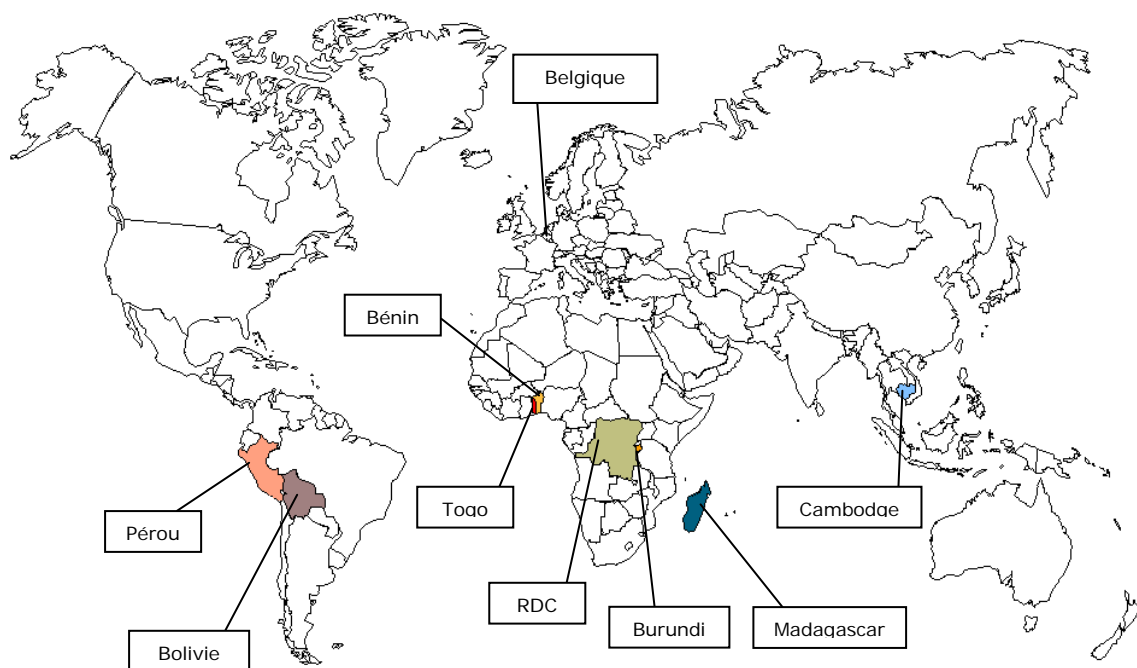 Belgique
Bénin
Togo
Cambodge
Pérou
RDC
Burundi
Madagascar
Bolivie